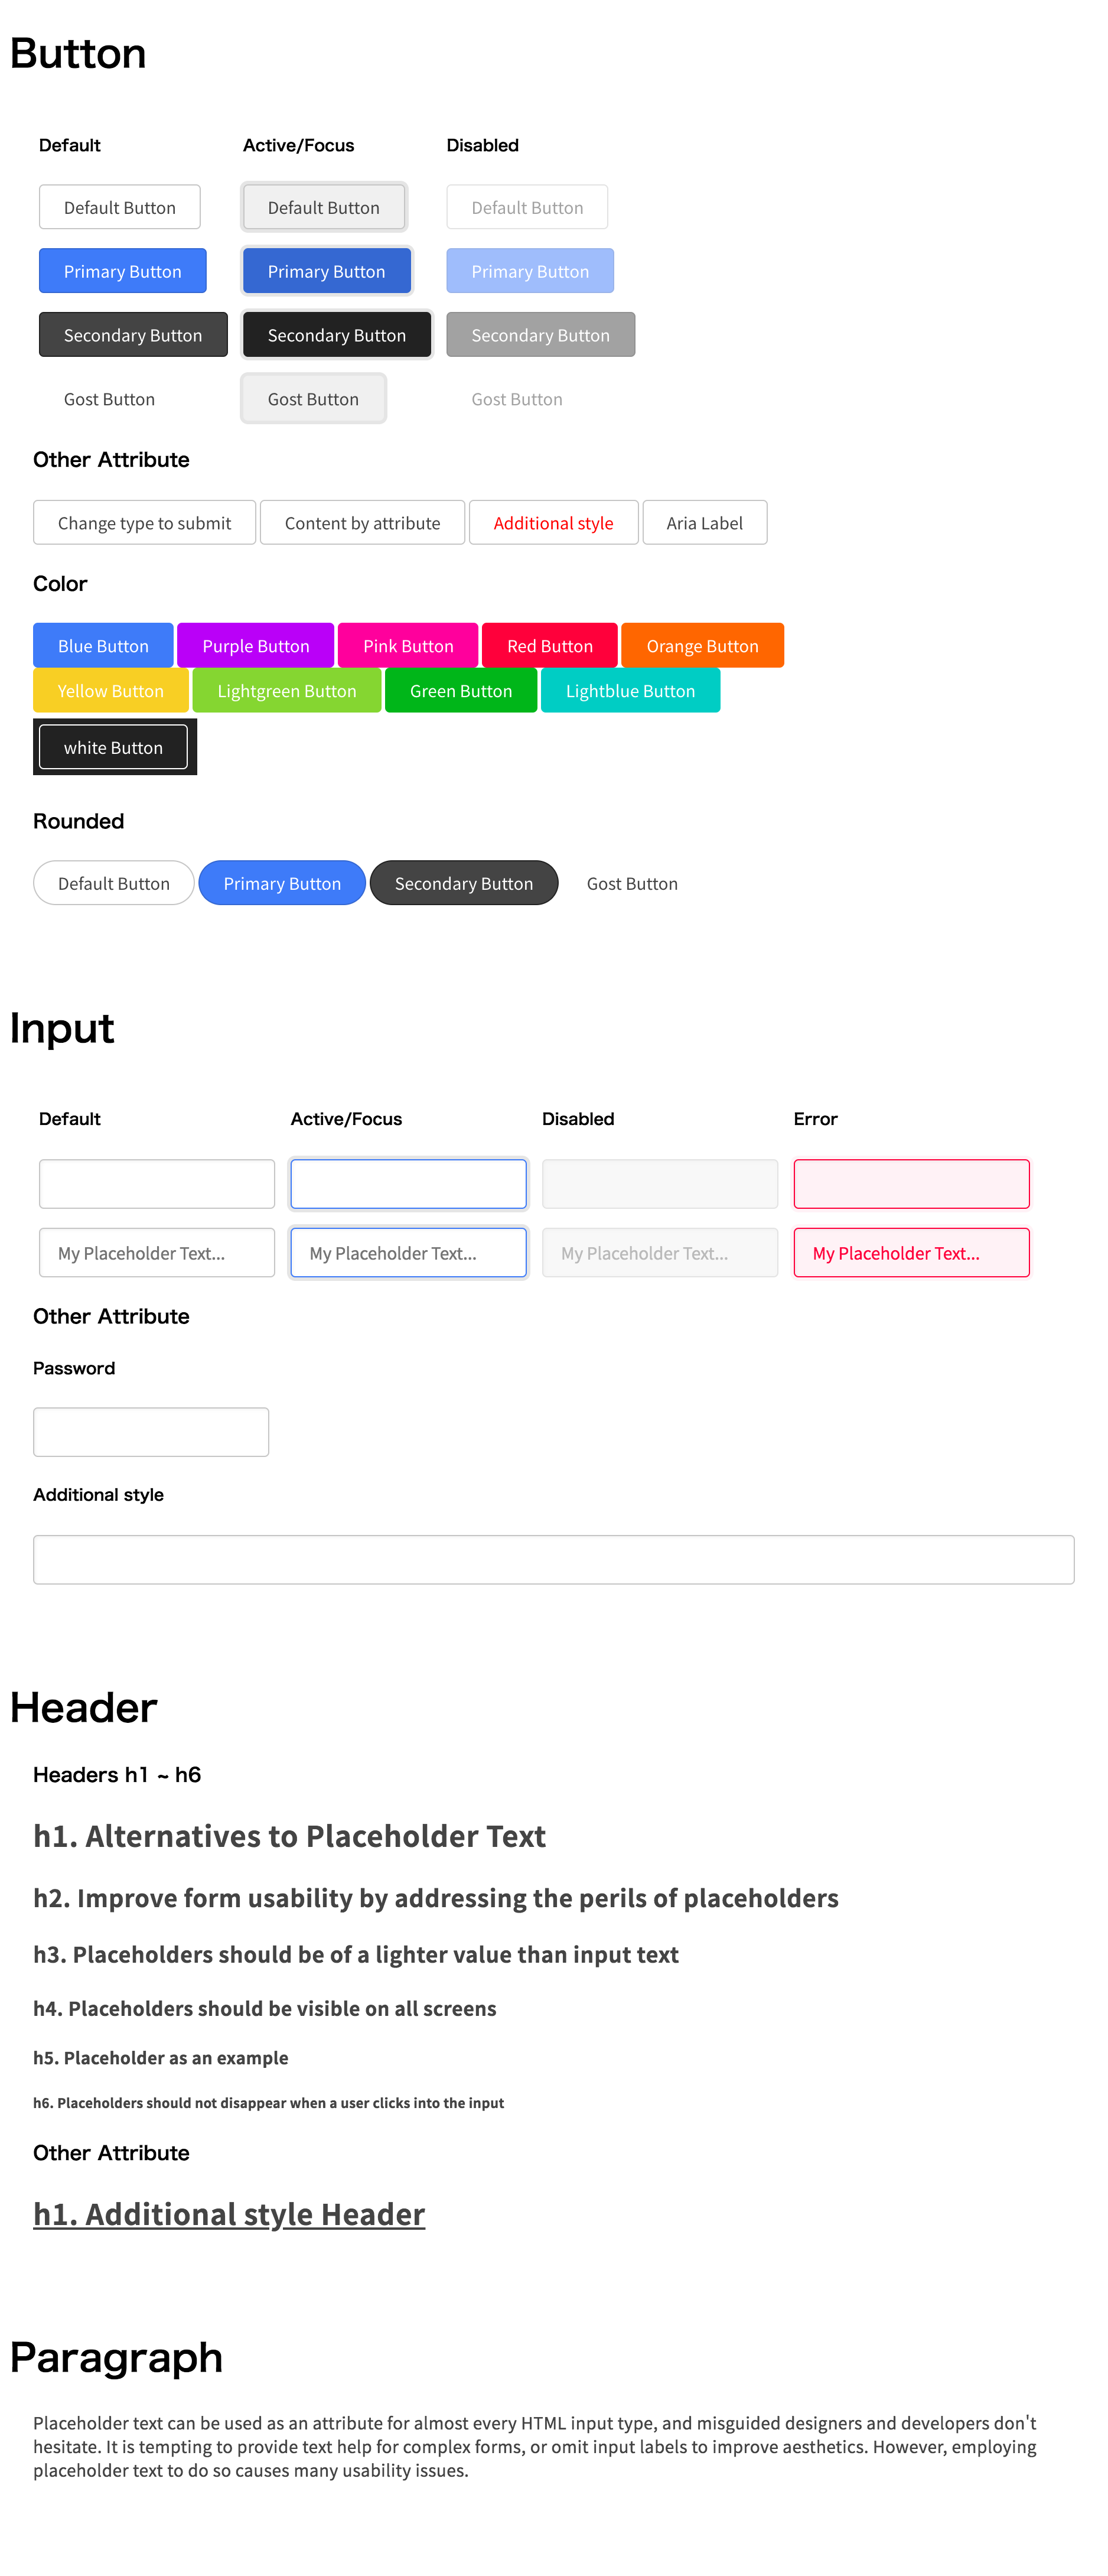 Button
Default Active/Focus Disabled
Default Button Default Button Default Button
Primary Button Primary Button Primary Button
Secondary Button Secondary Button Secondary Button
Gost Button Gost Button Gost Button
Other Attribute
Change type to submit Content by attribute Additional style Aria Label
Color
Blue Button Purple Button Pink Button Red Button Orange Button
Yellow Button Lightgreen Button Green Button Lightblue Button
white Button
Rounded
Default Button Primary Button Secondary Button Gost Button
Input
Default Active/Focus Disabled Error
My Placeholder Text... My Placeholder Text... My Placeholder Text... My Placeholder Text...
Other Attribute
Password
Additional style
Header
Headers h1 ~ h6
h1. Alternatives to Placeholder Text
h2. Improve form usability by addressing the perils of placeholders
h3. Placeholders should be of a lighter value than input text
h4. Placeholders should be visible on all screens
h5. Placeholder as an example
h6. Placeholders should not disappear when a user clicks into the input
Other Attribute
h1. Additional style Header
Paragraph
Placeholder text can be used as an attribute for almost every HTML input type, and misguided designers and developers don't
hesitate. It is tempting to provide text help for complex forms, or omit input labels to improve aesthetics. However, employing
placeholder text to do so causes many usability issues.